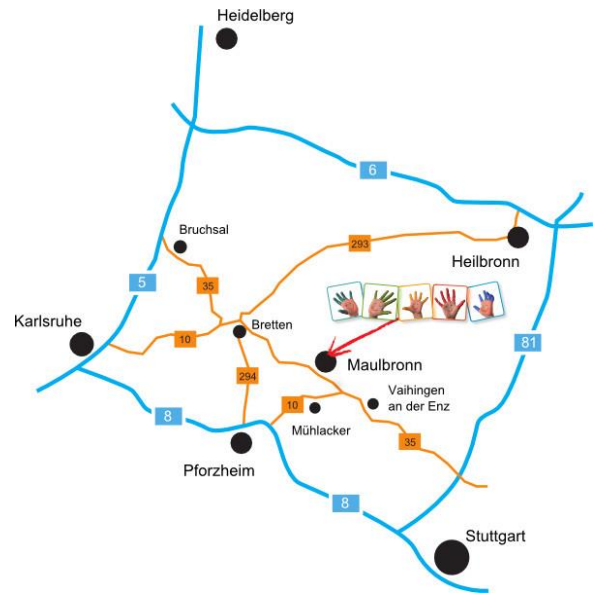 Heidelberg
6
Bruchsal
293
Heilbronn
5
35
Karlsruhe
10
Bretten
81
Maulbronn
294
Vaihingen
an der Enz
10
8
Mühlacker
35
Pforzheim
8
Stuttgart